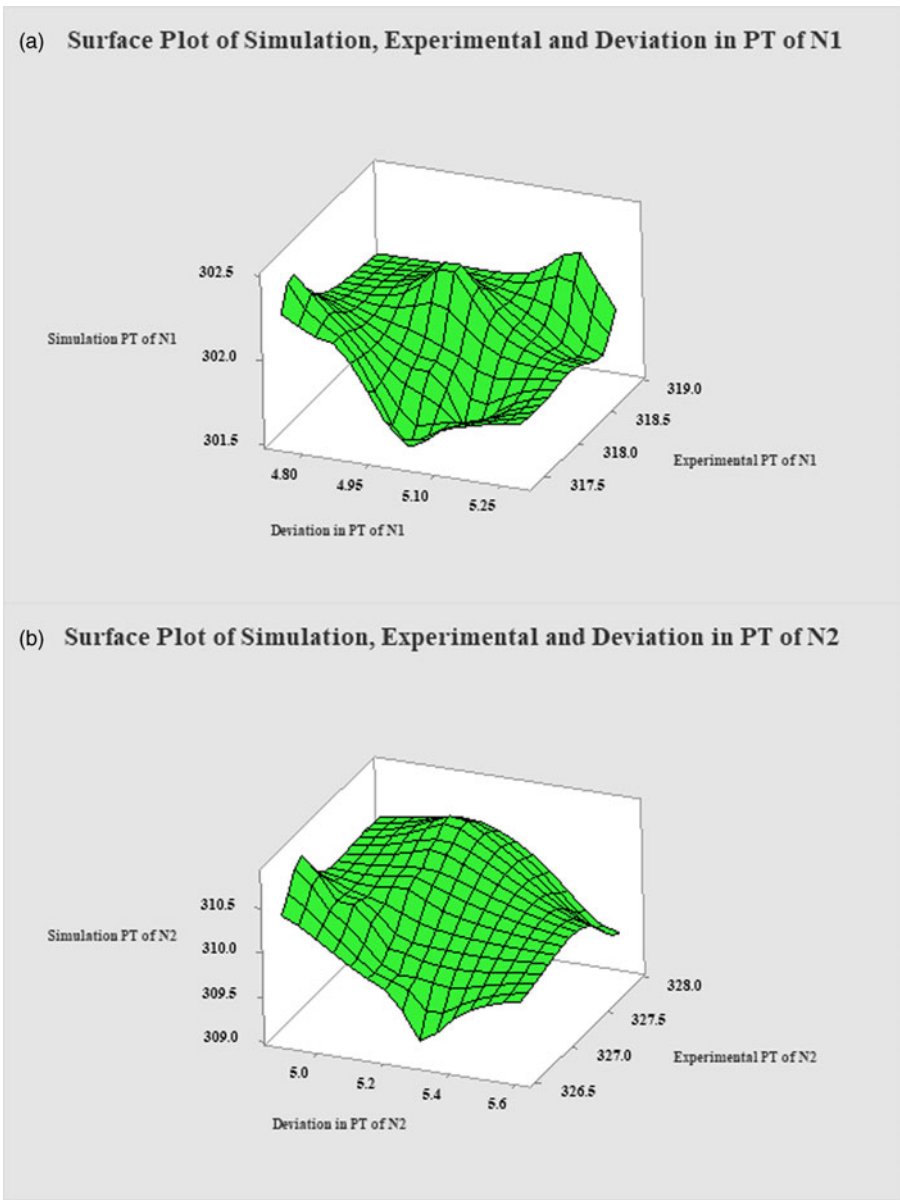 (a) Surface Plot of Simulation, Experimental and Deviation in PT of N1
302.5
Simulation PT of N1
302.0
301.5
4.80
4.95
5.10
5.25
Deviation in PT of N1
319.0
318.5
318.0
317.5
Experimental PT of N1
(b) Surface Plot of Simulation, Experimental and Deviation in PT of N2
310.5
Simulation PT of N2
310.0
309.5
309.0
5.0
5.2
5.4
5.6
Deviation in PT of N2
328.0
327.5
327.0
326.5
Experimental PT of N2